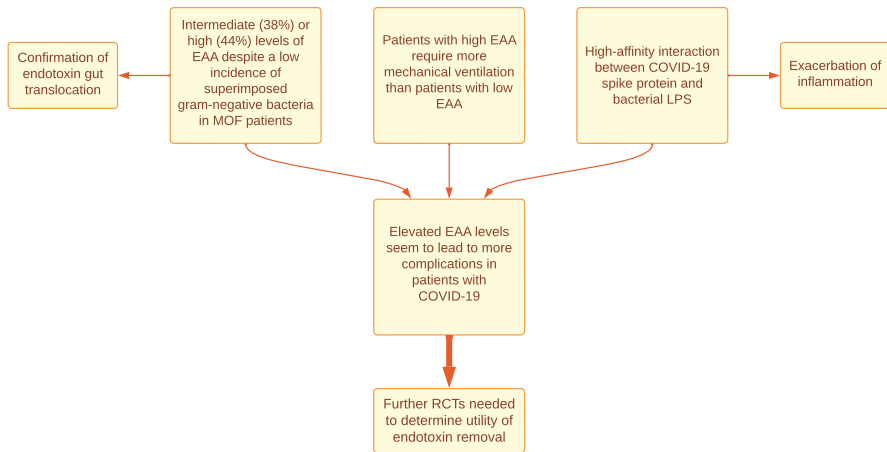 Confirmation of
endotoxin gut
translocation
Intermediate (38%) or
high (44%) levels of
EAA despite a low
incidence of
superimposed
gram-negative bacteria
in MOF patients
Patients with high EAA
require more
mechanical ventilation
than patients with low
EAA
High-affinity interaction
between COVID-19
spike protein and
bacterial LPS
Exacerbation of
inflammation
Elevated EAA levels
seem to lead to more
complications in
patients with
COVID-19
Further RCTs needed
to determine utility of
endotoxin removal